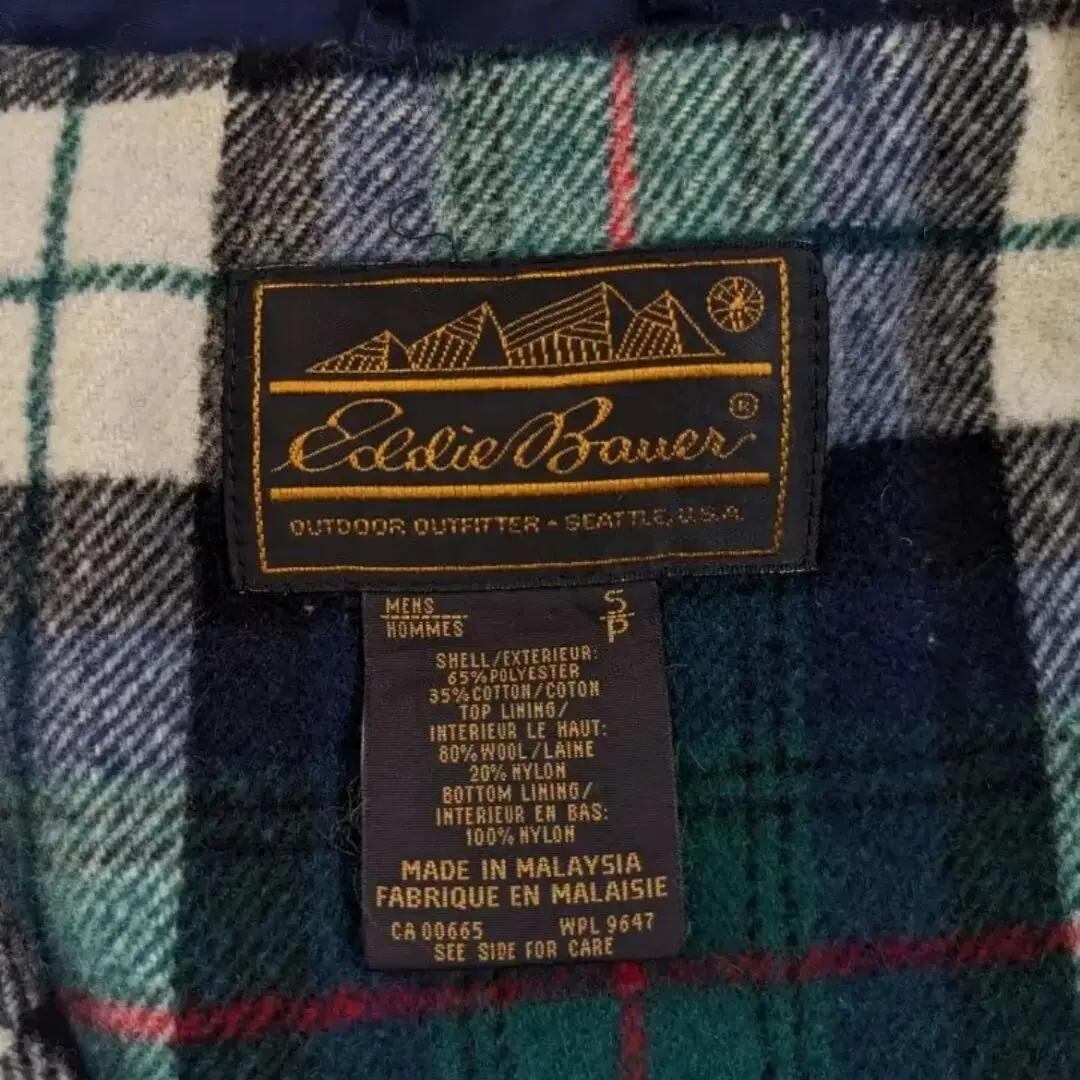 Eddie Bauer ®
OUTDOOR OUTFITTER - SEATTLE, U.S.A.
MENS S
HOMMES P
SHELL/EXTERIEUR:
65% POLYESTER
35% COTTON/COTON
TOP LINING/
INTERIEUR LE HAUT:
80% WOOL/LAINE
20% NYLON
BOTTOM LINING/
INTERIEUR EN BAS:
100% NYLON
MADE IN MALAYSIA
FABRIQUE EN MALAISIE
CA 00665 WPL 9647
SEE SIDE FOR CARE